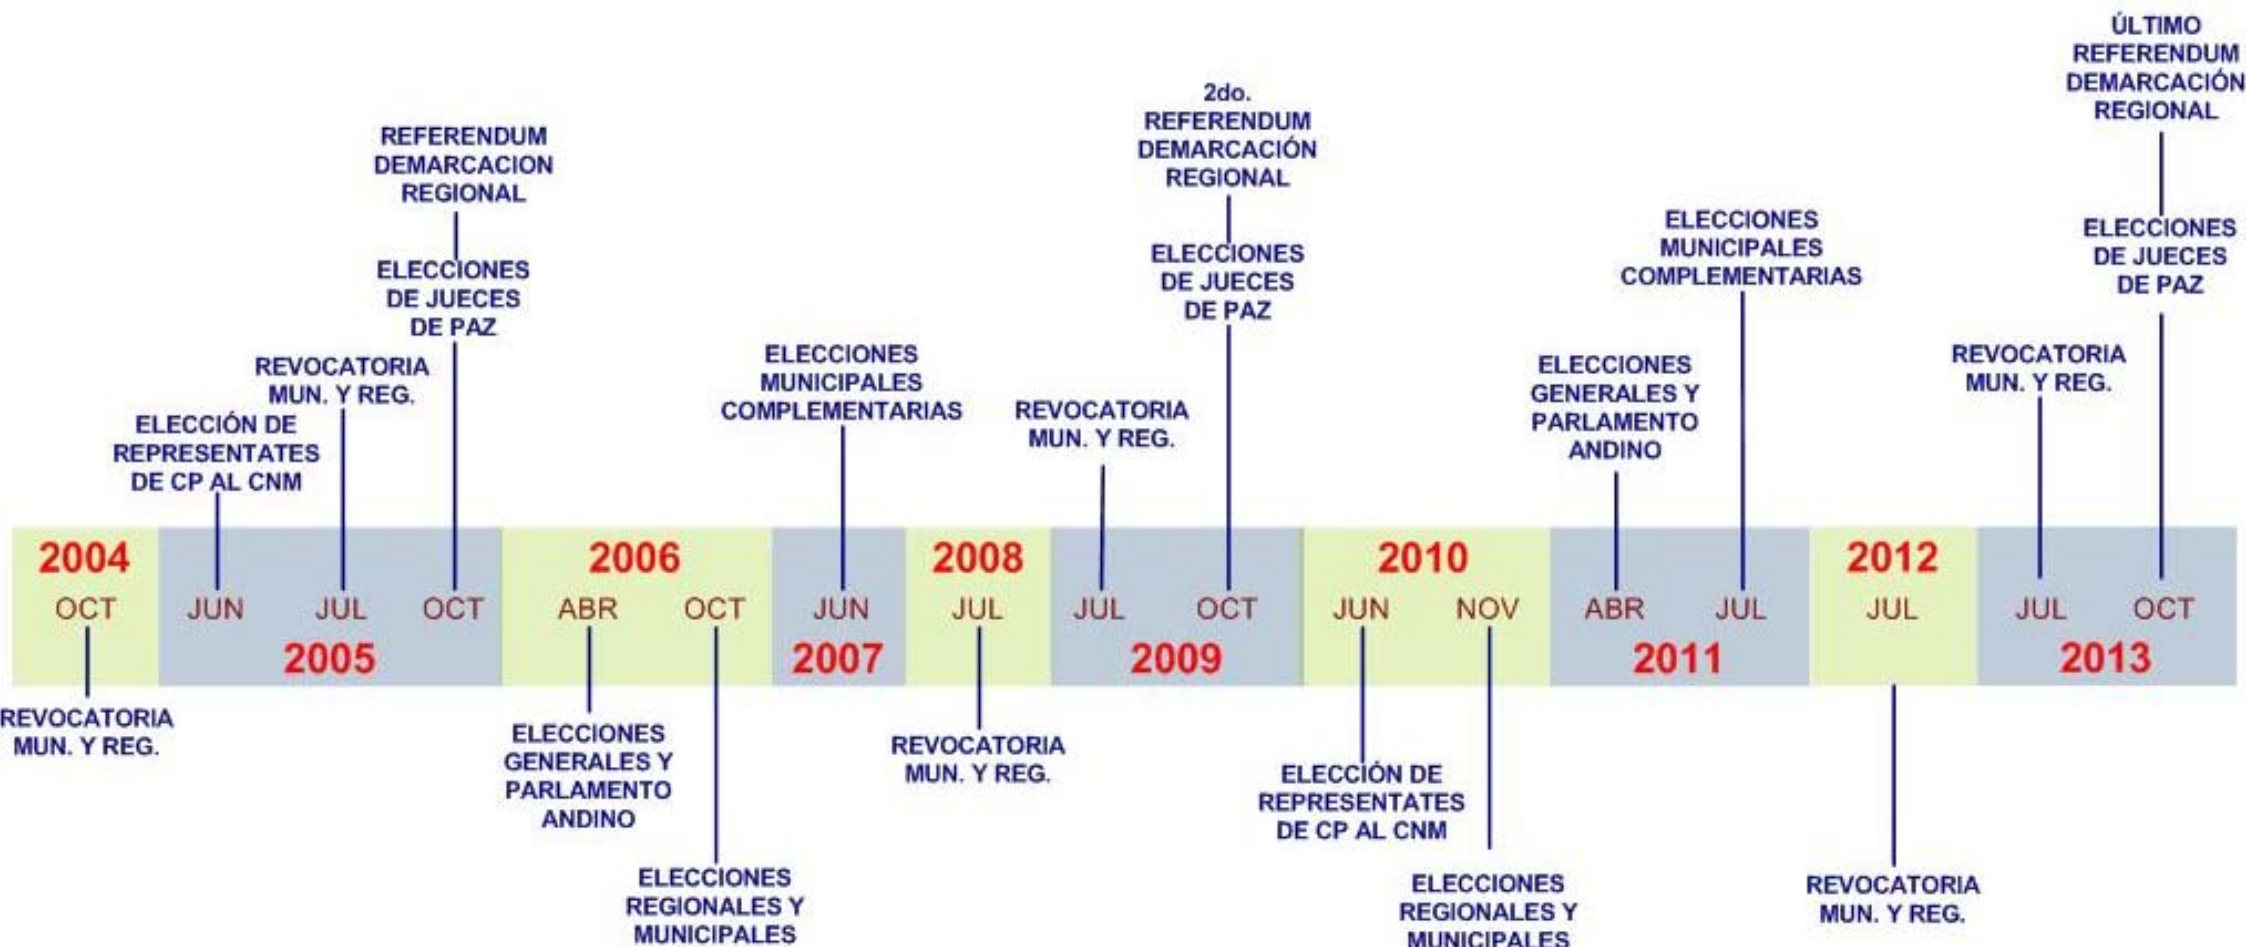 ÚLTIMO
REFERENDUM
DEMARCACIÓN
REGIONAL
2do.
REFERENDUM
DEMARCACIÓN
REGIONAL
REFERENDUM
DEMARCACION
REGIONAL
ELECCIONES
MUNICIPALES
COMPLEMENTARIAS
ELECCIONES
DE JUECES
DE PAZ
ELECCIONES
DE JUECES
DE PAZ
ELECCIONES
DE JUECES
DE PAZ
REVOCATORIA
MUN. Y REG.
ELECCIONES
MUNICIPALES
COMPLEMENTARIAS
ELECCIONES
GENERALES Y
PARLAMENTO
ANDINO
REVOCATORIA
MUN. Y REG.
ELECCIÓN DE
REPRESENTATES
DE CP AL CNM
REVOCATORIA
MUN. Y REG.
2004 2006 2008 2010 2012
OCT JUN JUL OCT ABR OCT JUN JUL JUL OCT JUN NOV ABR JUL JUL JUL OCT
2005 2007 2009 2011 2013
REVOCATORIA
MUN. Y REG.
ELECCIONES
GENERALES Y
PARLAMENTO
ANDINO
REVOCATORIA
MUN. Y REG.
ELECCIÓN DE
REPRESENTATES
DE CP AL CNM
ELECCIONES
REGIONALES Y
MUNICIPALES
ELECCIONES
REGIONALES Y
MUNICIPALES
REVOCATORIA
MUN. Y REG.